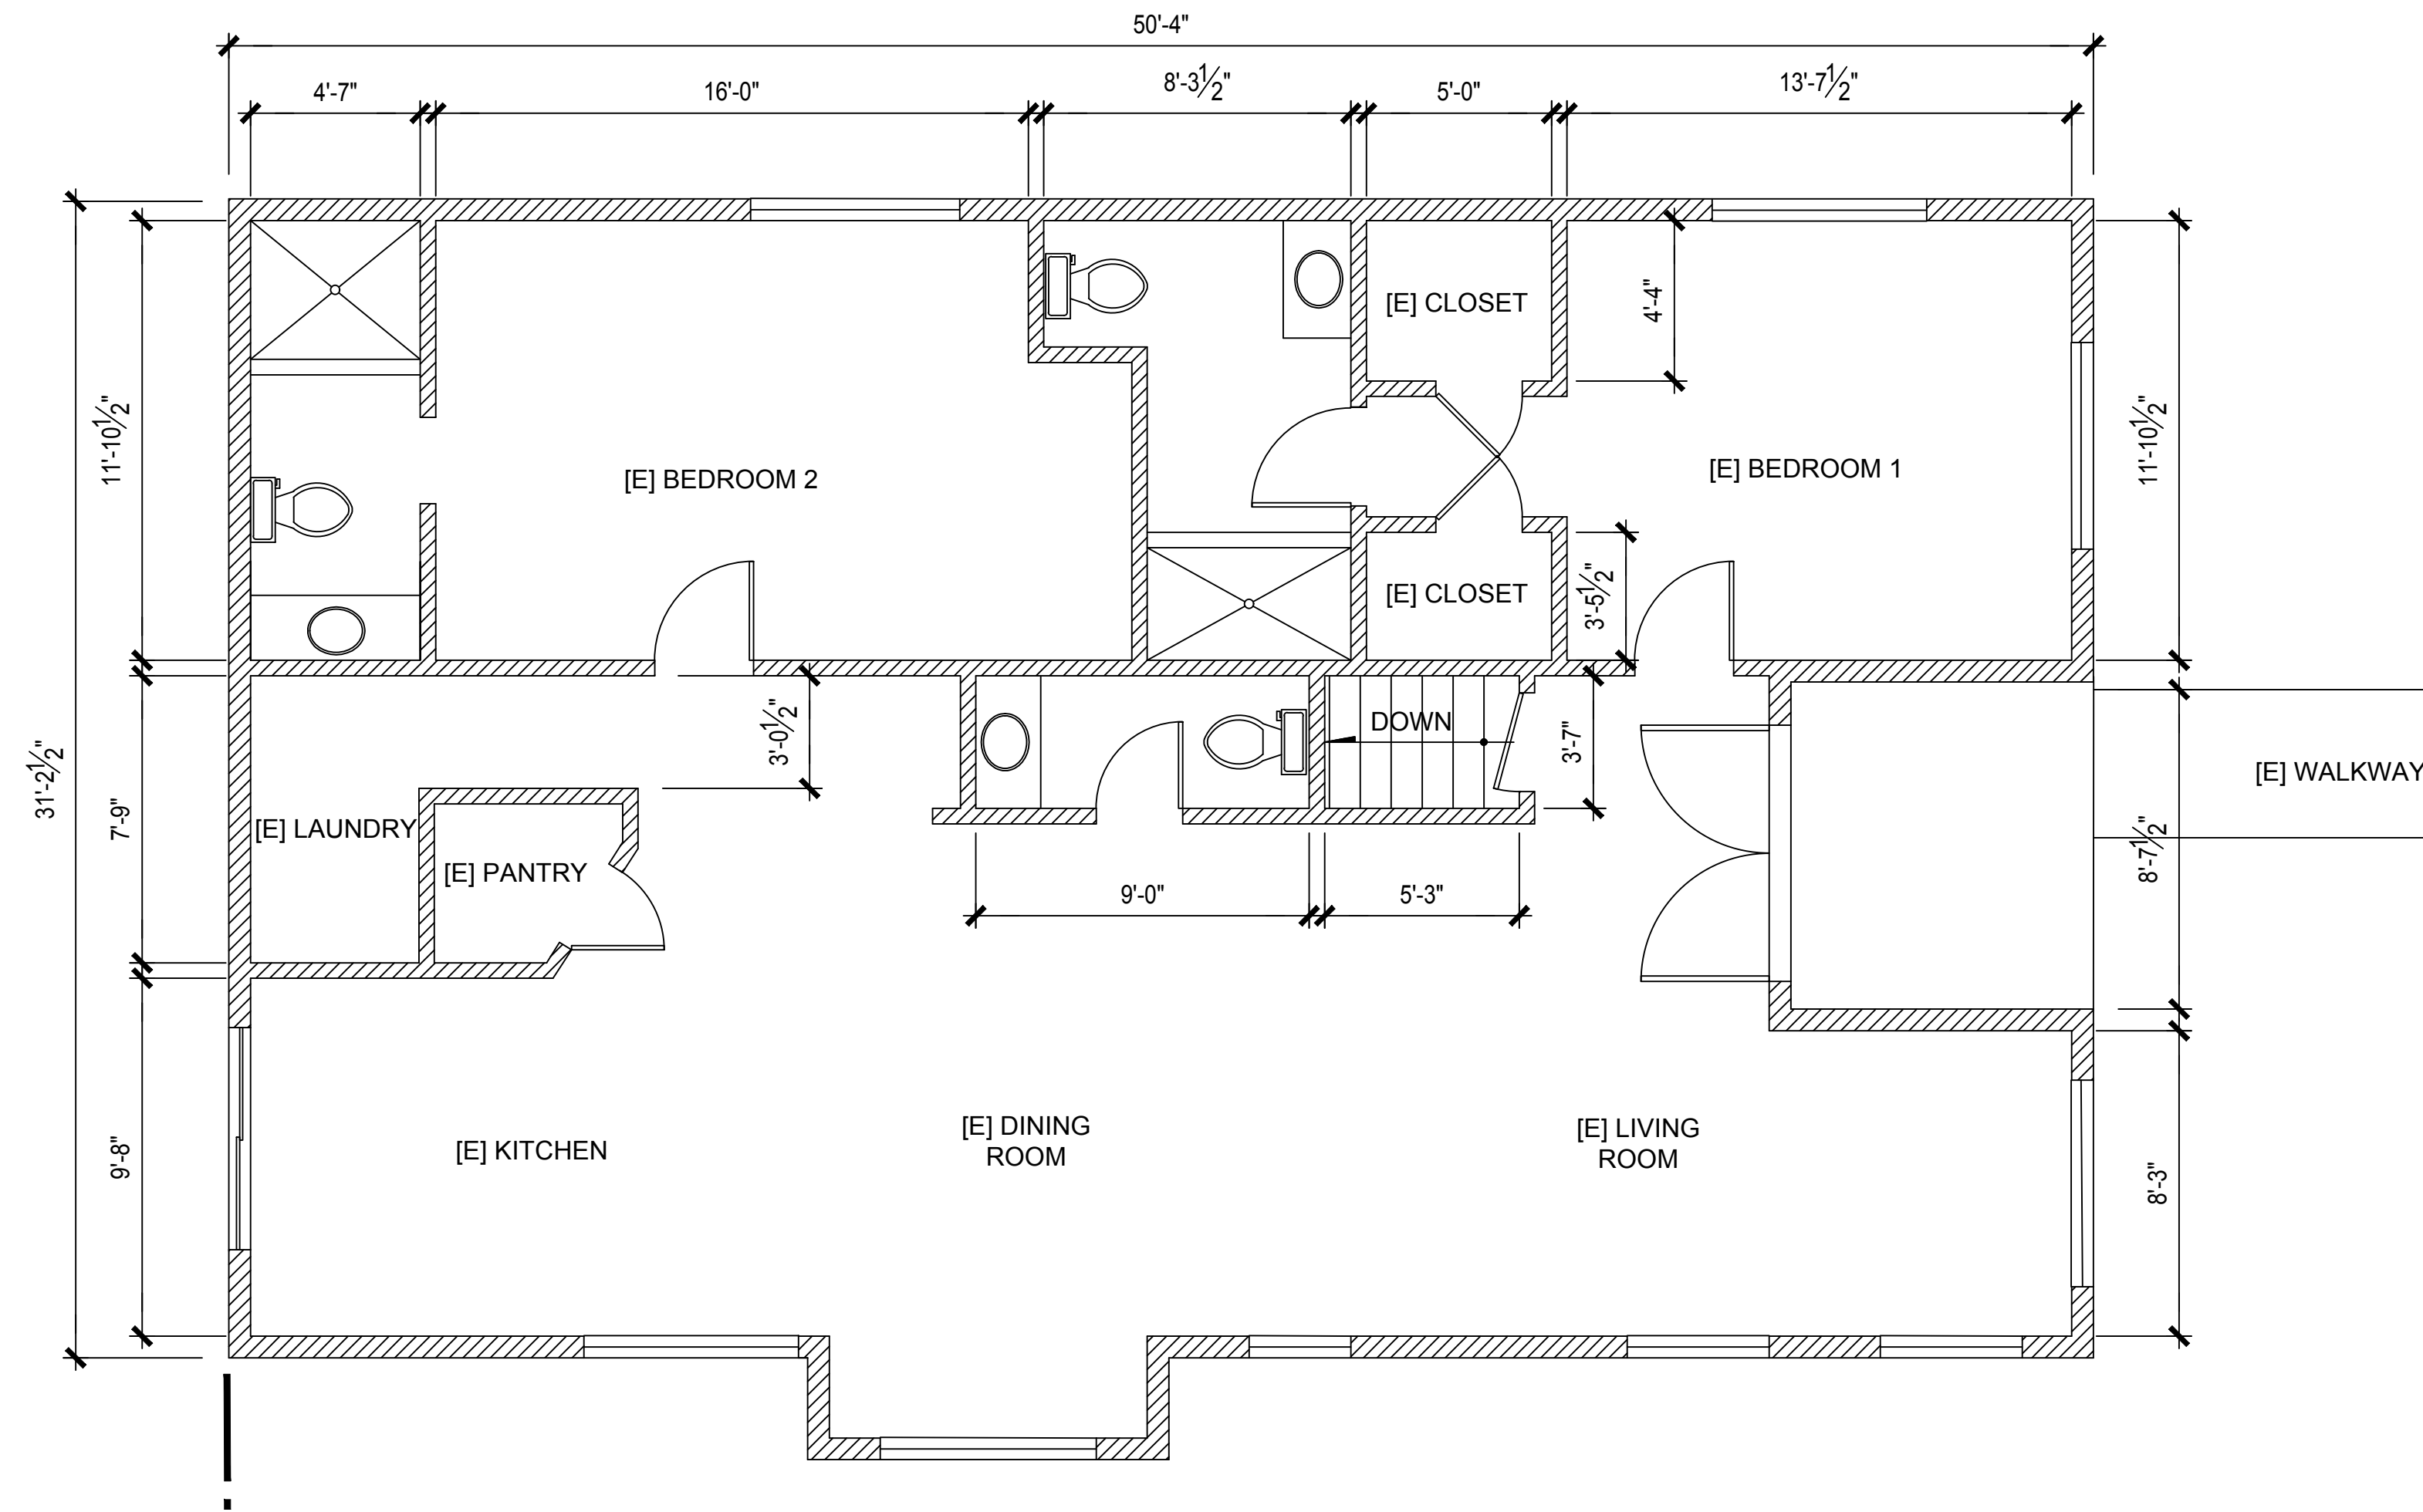 50'-4"
4'-7"
16'-0"
8'-3½"
5'-0"
13'-7½"
[E] CLOSET
4'-4"
11'-10½"
11'-10½"
[E] BEDROOM 2
[E] BEDROOM 1
[E] CLOSET
3'-5½"
31'-2½"
7'-9"
3'-0½"
DOWN
3'-7"
[E] WALKWAY
[E] LAUNDRY
[E] PANTRY
8'-7½"
9'-0"
5'-3"
9'-8"
[E] KITCHEN
[E] DINING
ROOM
[E] LIVING
ROOM
8'-3"